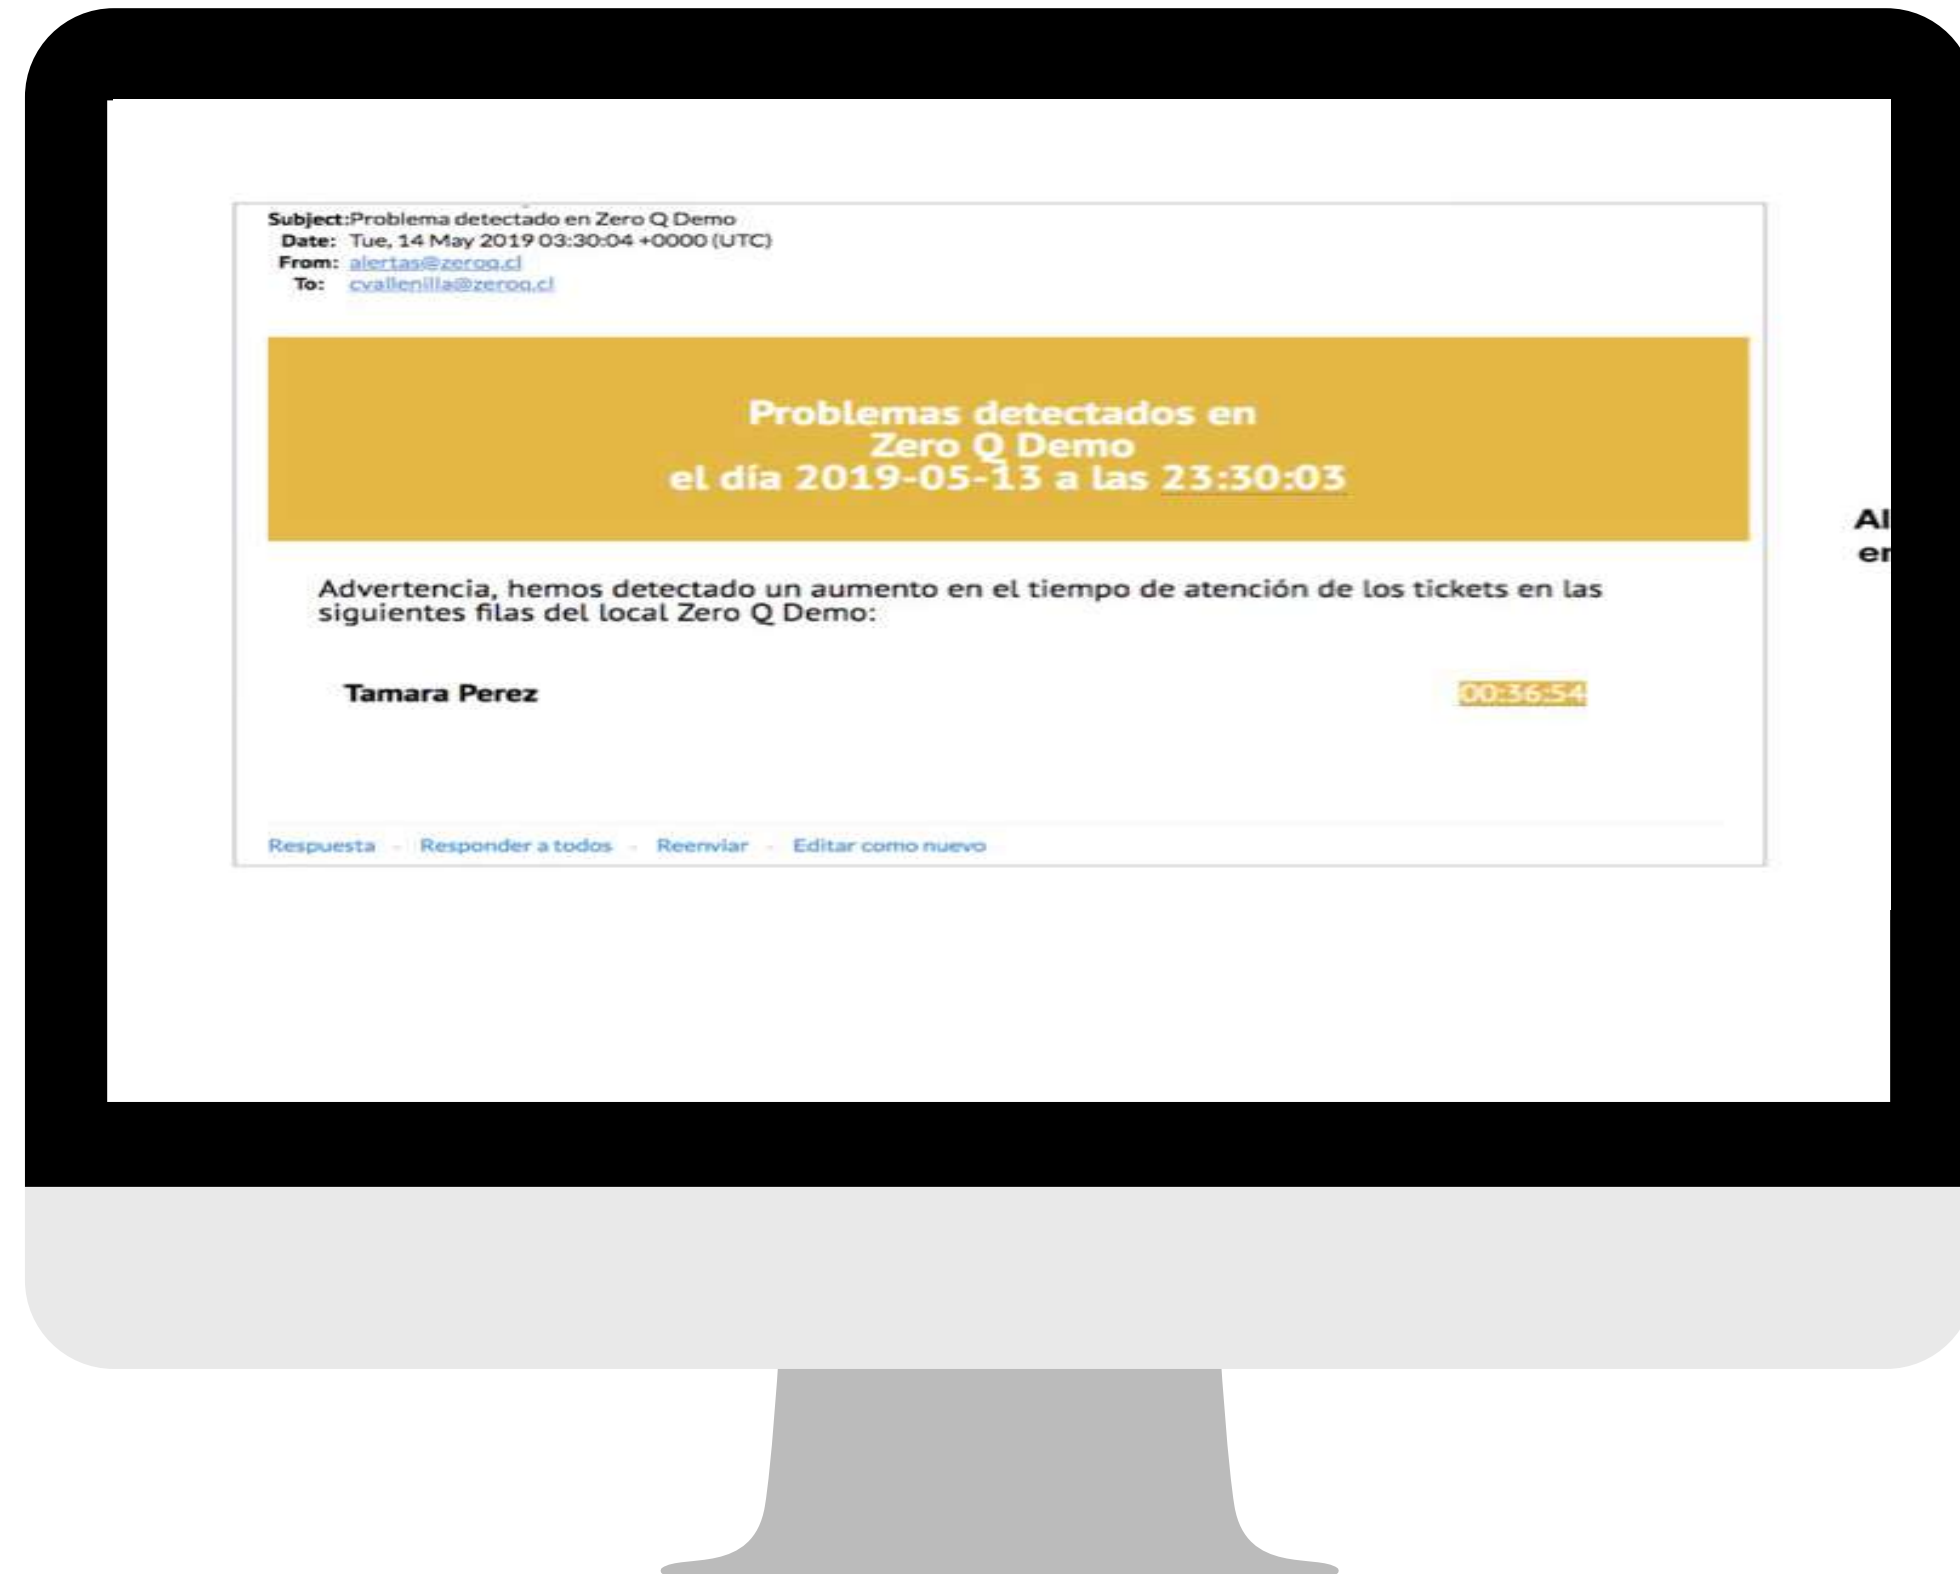 Subject:Problema detectado en Zero Q Demo
Date: Tue, 14 May 2019 03:30:04 +0000 (UTC)
From: alertas@zeroq.cl
To: cvallenilla@zeroq.cl
Problemas detectados en
Zero Q Demo
el día 2019-05-13 a las 23:30:03
Advertencia, hemos detectado un aumento en el tiempo de atención de los tickets en las
siguientes filas del local Zero Q Demo:
Tamara Perez 00:36:54
Respuesta - Responder a todos - Reenviar - Editar como nuevo